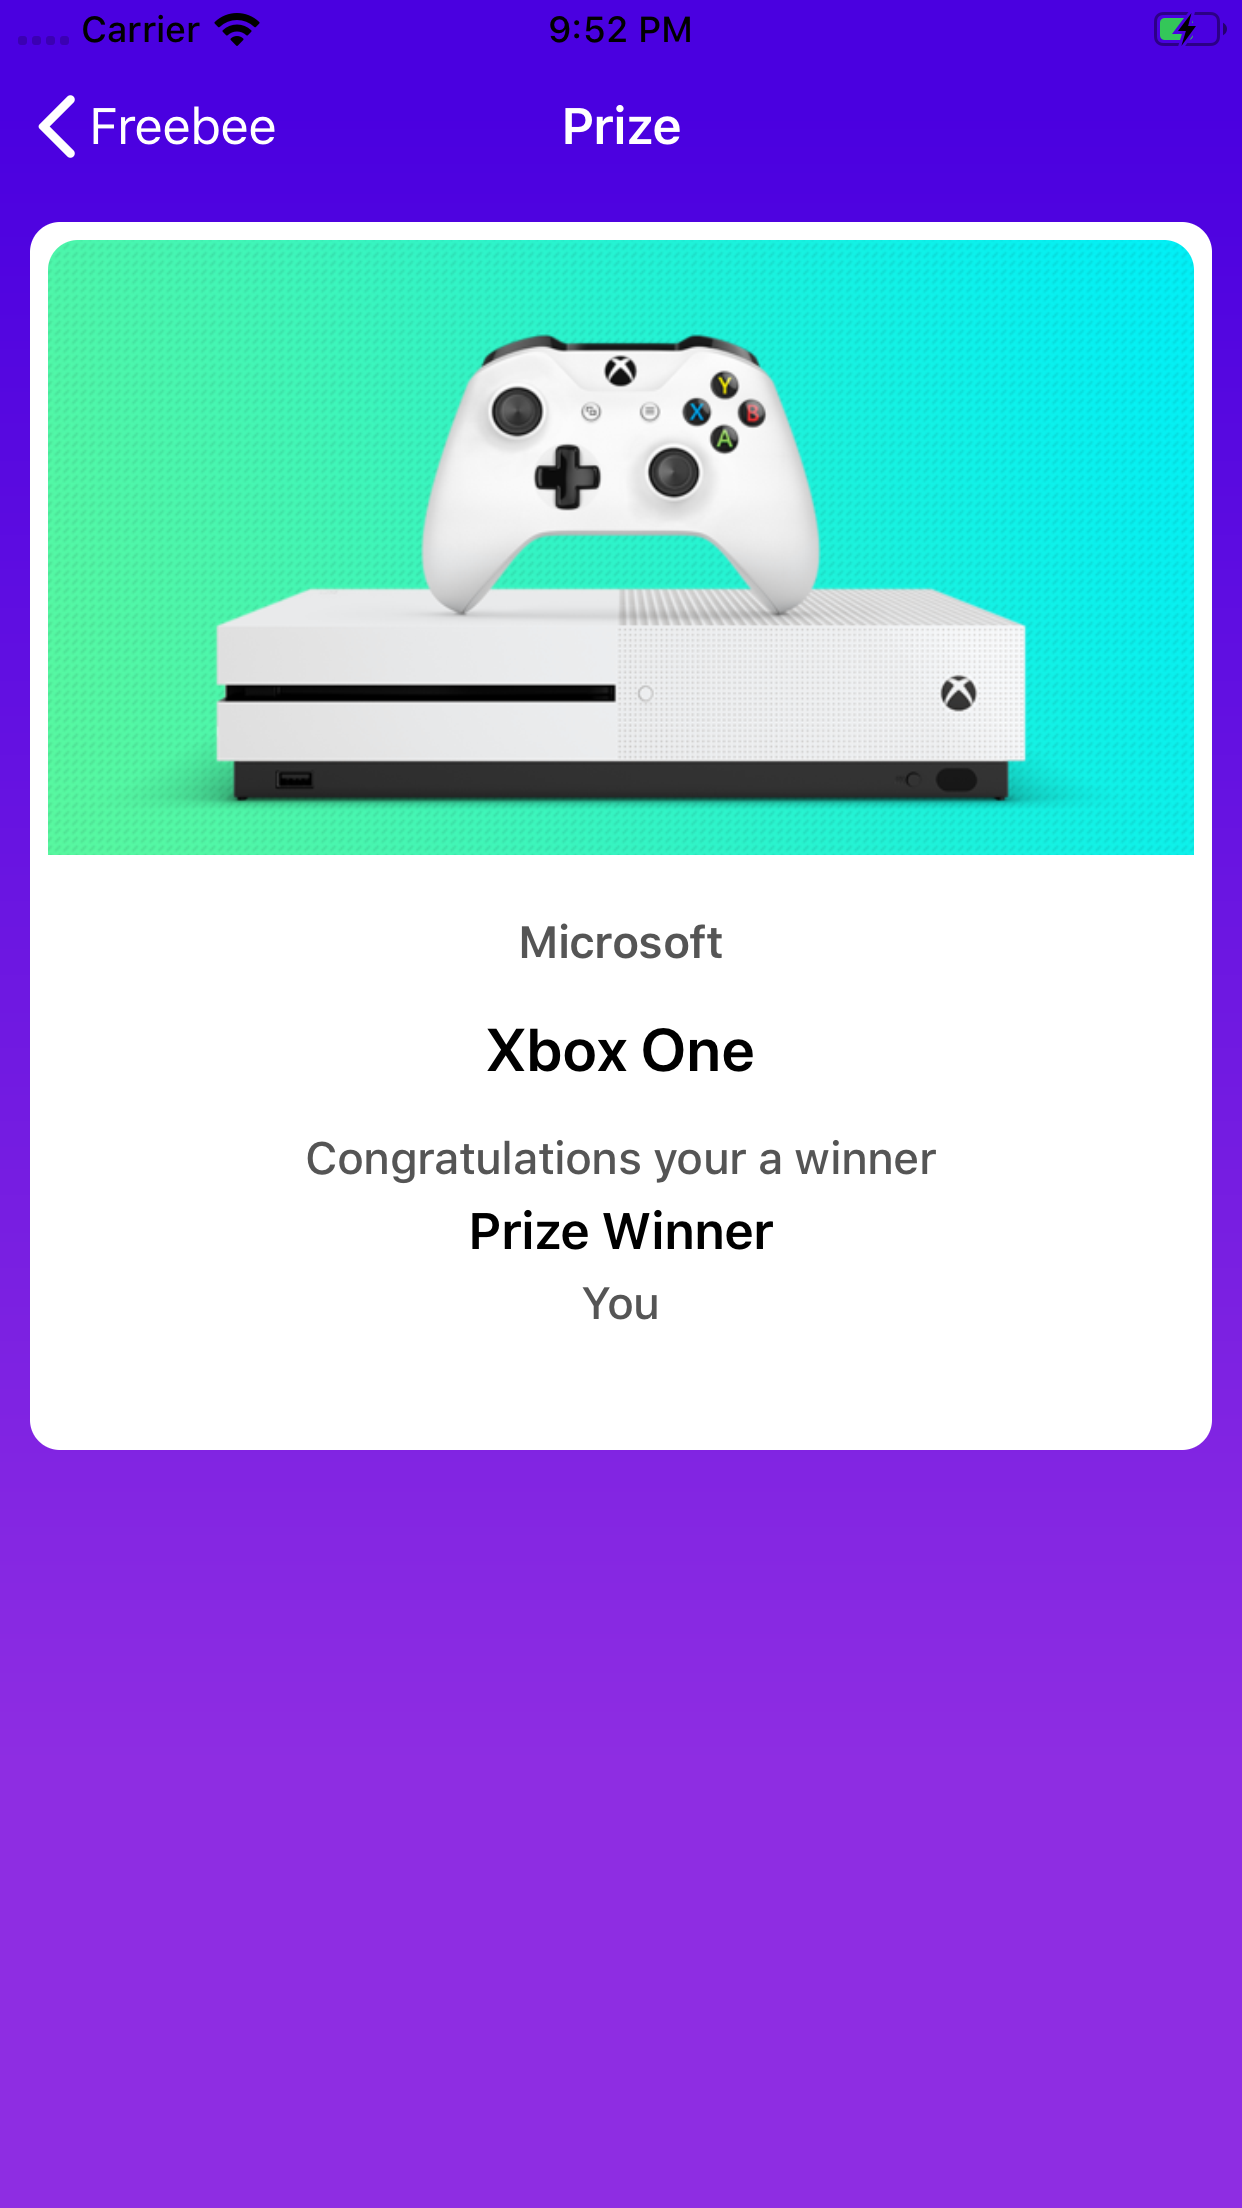 Carrier 9:52 PM
Freebee Prize
Y
X B
A
Microsoft
Xbox One
Congratulations your a winner
Prize Winner
You